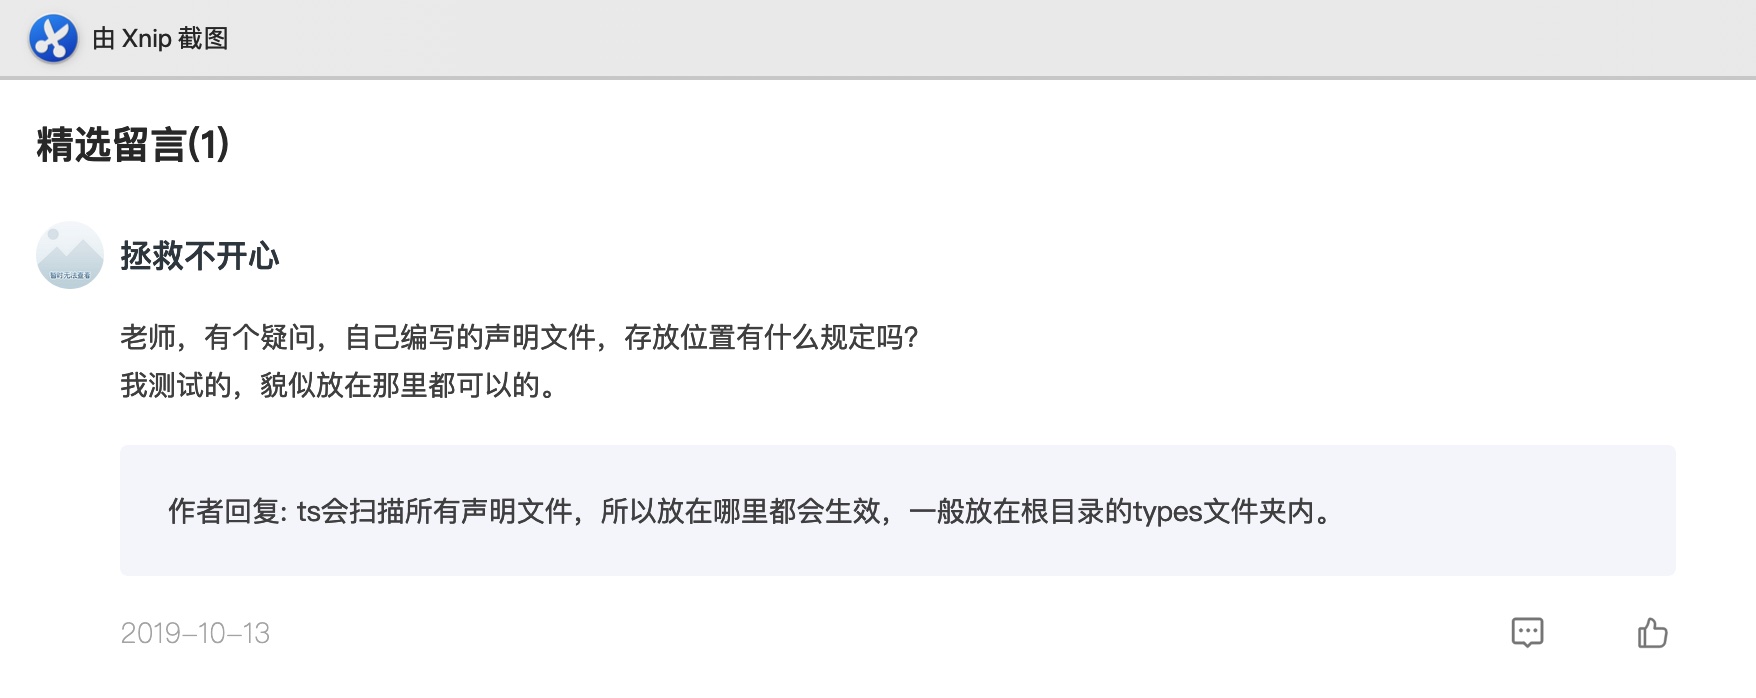 由 Xnip 截图
精选留言(1)
暂时无法查看
拯救不开心
老师，有个疑问，自己编写的声明文件，存放位置有什么规定吗？
我测试的，貌似放在那里都可以的。
作者回复: ts会扫描所有声明文件，所以放在哪里都会生效，一般放在根目录的types文件夹内。
2019-10-13